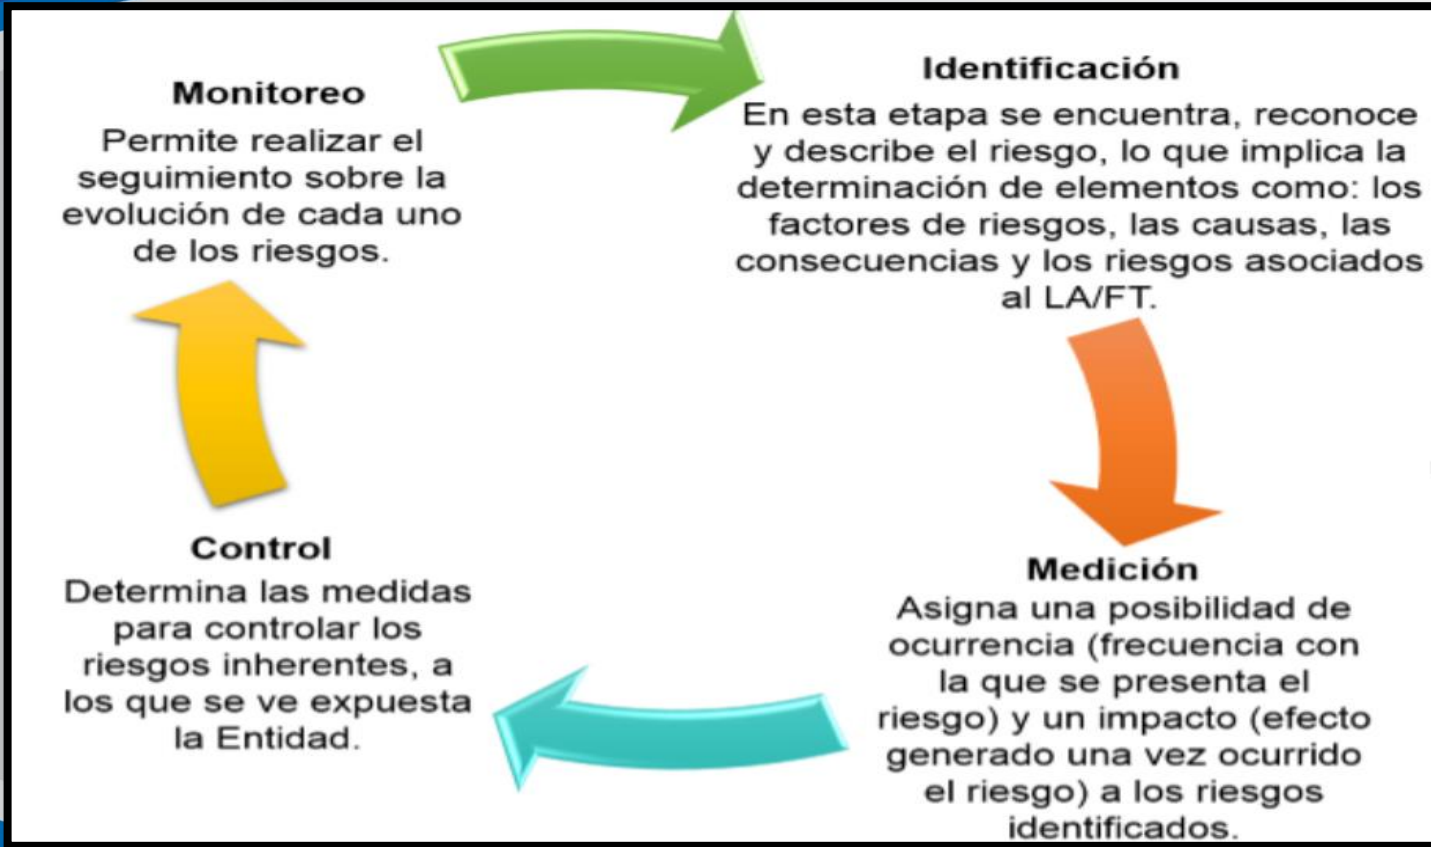 Monitoreo
Permite realizar el
seguimiento sobre la
evolución de cada uno
de los riesgos.
Identificación
En esta etapa se encuentra, reconoce
y describe el riesgo, lo que implica la
determinación de elementos como: los
factores de riesgos, las causas, las
consecuencias y los riesgos asociados
al LA/FT.
Medición
Asigna una posibilidad de
ocurrencia (frecuencia con
la que se presenta el
riesgo) y un impacto (efecto
generado una vez ocurrido
el riesgo) a los riesgos
identificados.
Control
Determina las medidas
para controlar los
riesgos inherentes, a
los que se ve expuesta
la Entidad.